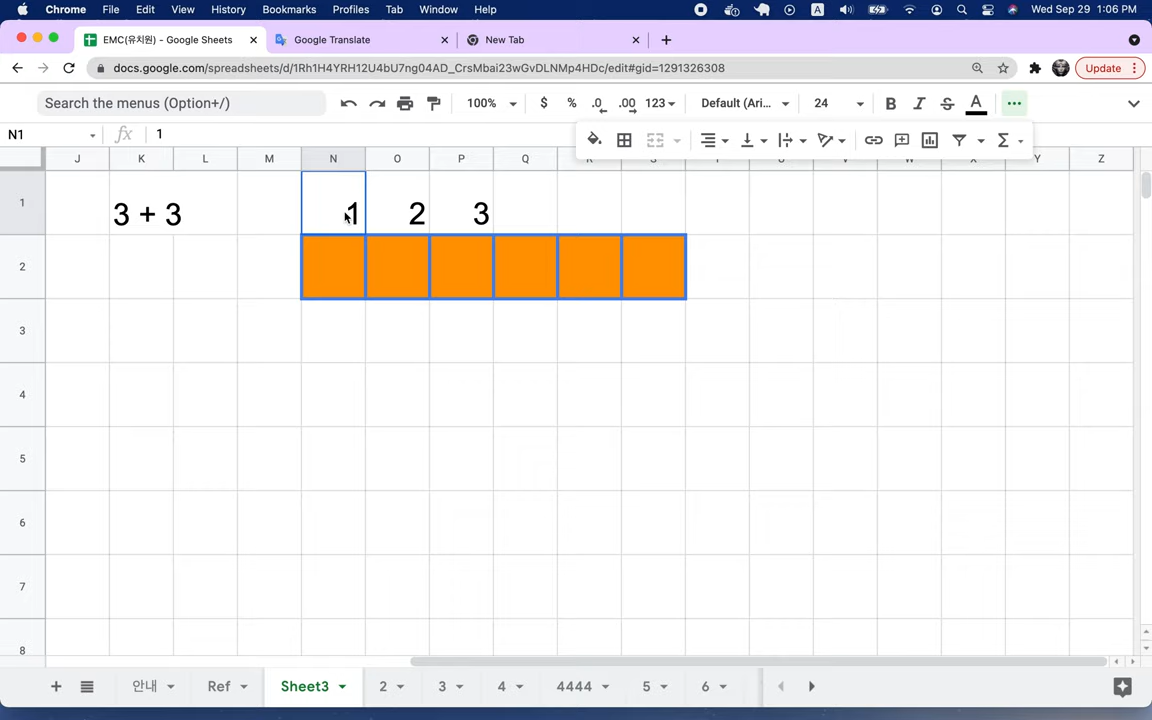 Chrome File Edit View History Bookmarks Profiles Tab Window Help A Wed Sep 29 1:06 PM
EMC(유치원) - Google Sheets Google Translate New Tab
docs.google.com/spreadsheets/d/1Rh1H4YRH12U4bU7ng04AD_CrsMbai23wGvDLNMp4HDc/edit#gid=1291326308 Update
Search the menus (Option+/) 100% $ % .0 .00 123 Default (Ari... 24 B I S A
N1 fx 1
J K L M N O P Q R S T U V W X Y Z
1 3 + 3 1 2 3
2
3
4
5
6
7
8
안내 Ref Sheet3 2 3 4 4444 5 6